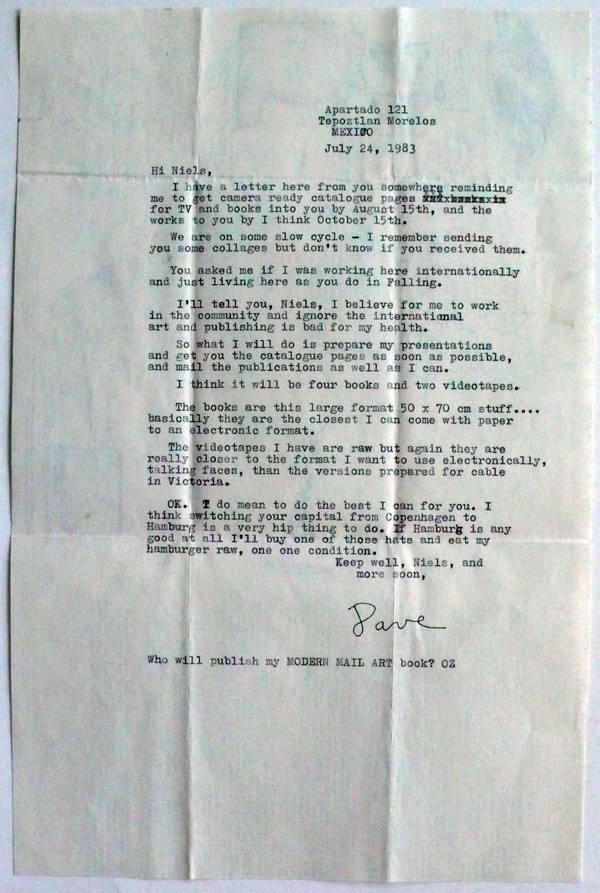 Apartado 121
Tepoztlan Morelos
MEXICO
July 24, 1983
Hi Niels,
I have a letter here from you somewhere reminding
me to get camera ready catalogue pages
for TV and books into you by August 15th, and the
works to you by I think October 15th.
We are on some slow cycle - I remember sending
you some collages but don't know if you received them.
You asked me if I was working here internationally
and just living here as you do in Falling.
I'll tell you, Niels, I believe for me to work
in the community and ignore the international
art and publishing is bad for my health.
So what I will do is prepare my presentations
and get you the catalogue pages as soon as possible,
and mail the publications as well as I can.
I think it will be four books and two videotapes.
The books are this large format 50 x 70 cm stuff....
basically they are the closest I can come with paper
to an electronic format.
The videotapes I have are raw but again they are
really closer to the format I want to use electronically,
talking faces, than the versions prepared for cable
in Victoria.
OK. I do mean to do the best I can for you. I
think switching your capital from Copenhagen to
Hamburg is a very hip thing to do. If Hamburg is any
good at all I'll buy one of those hats and eat my
hamburger raw, one one condition.
Keep well, Niels, and
more soon,
Dave
Who will publish my MODERN MAIL ART book? OZ